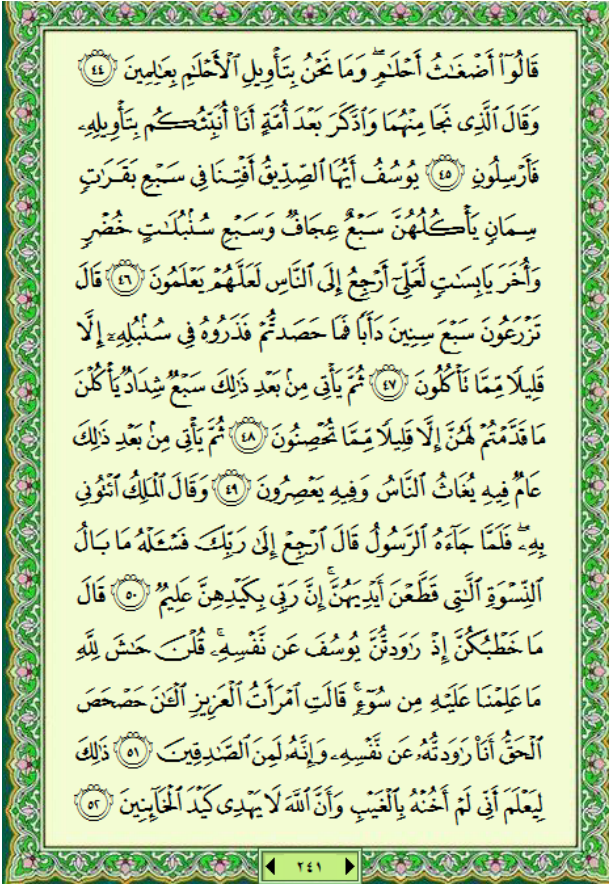 قَالُوٓا۟ أَضْغَـٰثُ أَحْلَـٰمٍ ۖ وَمَا نَحْنُ بِتَأْوِيلِ ٱلْأَحْلَـٰمِ بِعَـٰلِمِينَ ٤٤
وَقَالَ ٱلَّذِى نَجَا مِنْهُمَا وَٱدَّكَرَ بَعْدَ أُمَّةٍ أَنَا۠ أُنَبِّئُكُم بِتَأْوِيلِهِۦ
فَأَرْسِلُونِ ٤٥ يُوسُفُ أَيُّهَا ٱلصِّدِّيقُ أَفْتِنَا فِى سَبْعِ بَقَرَٰتٍ
سِمَانٍ يَأْكُلُهُنَّ سَبْعٌ عِجَافٌ وَسَبْعِ سُنۢبُلَـٰتٍ خُضْرٍ
وَأُخَرَ يَابِسَـٰتٍ لَّعَلِّىٓ أَرْجِعُ إِلَى ٱلنَّاسِ لَعَلَّهُمْ يَعْلَمُونَ ٤٦ قَالَ
تَزْرَعُونَ سَبْعَ سِنِينَ دَأَبًا فَمَا حَصَدتُّمْ فَذَرُوهُ فِى سُنۢبُلِهِۦٓ إِلَّا
قَلِيلًا مِّمَّا تَأْكُلُونَ ٤٧ ثُمَّ يَأْتِى مِنۢ بَعْدِ ذَٰلِكَ سَبْعٌ شِدَادٌ يَأْكُلْنَ
مَا قَدَّمْتُمْ لَهُنَّ إِلَّا قَلِيلًا مِّمَّا تُحْصِنُونَ ٤٨ ثُمَّ يَأْتِى مِنۢ بَعْدِ ذَٰلِكَ
عَامٌ فِيهِ يُغَاثُ ٱلنَّاسُ وَفِيهِ يَعْصِرُونَ ٤٩ وَقَالَ ٱلْمَلِكُ ٱئْتُونِى
بِهِۦ ۖ فَلَمَّا جَآءَهُ ٱلرَّسُولُ قَالَ ٱرْجِعْ إِلَىٰ رَبِّكَ فَسْـَٔلْهُ مَا بَالُ
ٱلنِّسْوَةِ ٱلَّـٰتِى قَطَّعْنَ أَيْدِيَهُنَّ ۚ إِنَّ رَبِّى بِكَيْدِهِنَّ عَلِيمٌ ٥٠ قَالَ
مَا خَطْبُكُنَّ إِذْ رَٰوَدتُّنَّ يُوسُفَ عَن نَّفْسِهِۦ ۚ قُلْنَ حَـٰشَ لِلَّهِ
مَا عَلِمْنَا عَلَيْهِ مِن سُوٓءٍ ۚ قَالَتِ ٱمْرَأَتُ ٱلْعَزِيزِ ٱلْـَٔـٰنَ حَصْحَصَ
ٱلْحَقُّ أَنَا۠ رَٰوَدتُّهُۥ عَن نَّفْسِهِۦ وَإِنَّهُۥ لَمِنَ ٱلصَّـٰدِقِينَ ٥١ ذَٰلِكَ
لِيَعْلَمَ أَنِّى لَمْ أَخُنْهُ بِٱلْغَيْبِ وَأَنَّ ٱللَّهَ لَا يَهْدِى كَيْدَ ٱلْخَآئِنِينَ ٥٢
٢٤١